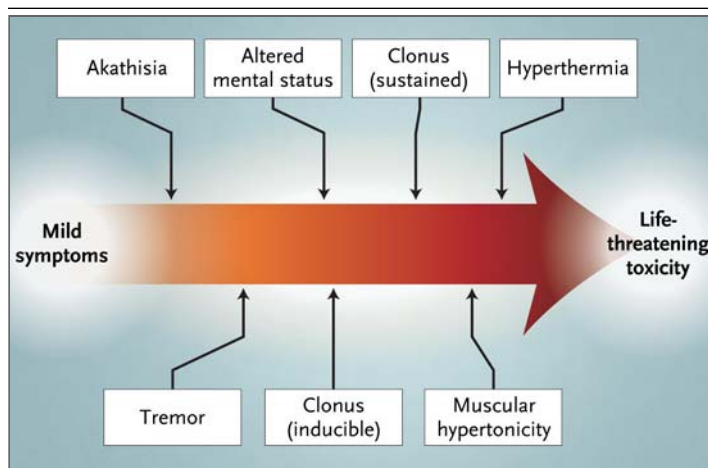 Akathisia
Altered
mental status
Clonus
(sustained)
Hyperthermia
Mild
symptoms
Life-
threatening
toxicity
Tremor
Clonus
(inducible)
Muscular
hypertonicity